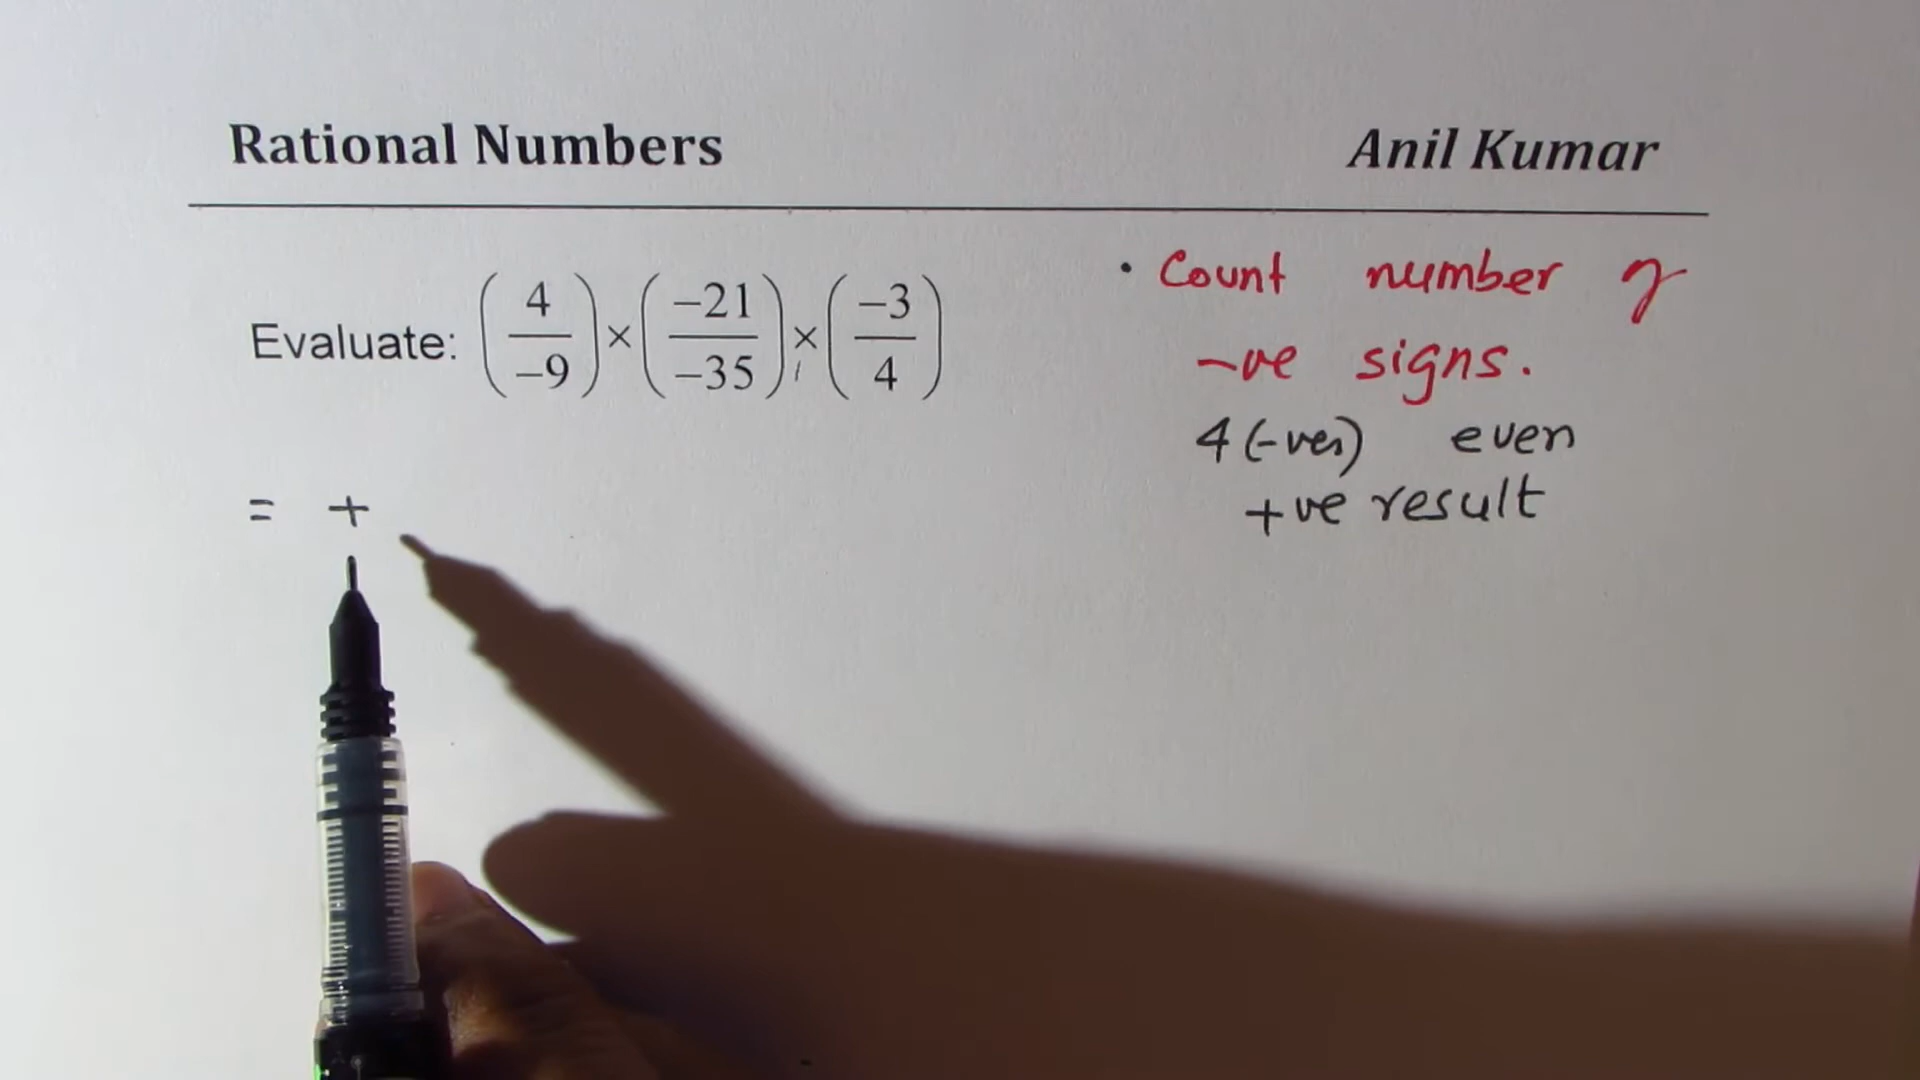 Rational Numbers Anil Kumar
Evaluate: (4/−9) × (−21/−35) × (−3/4)
• Count number of
-ve signs.
4 (-ves) even
+ve result
= +